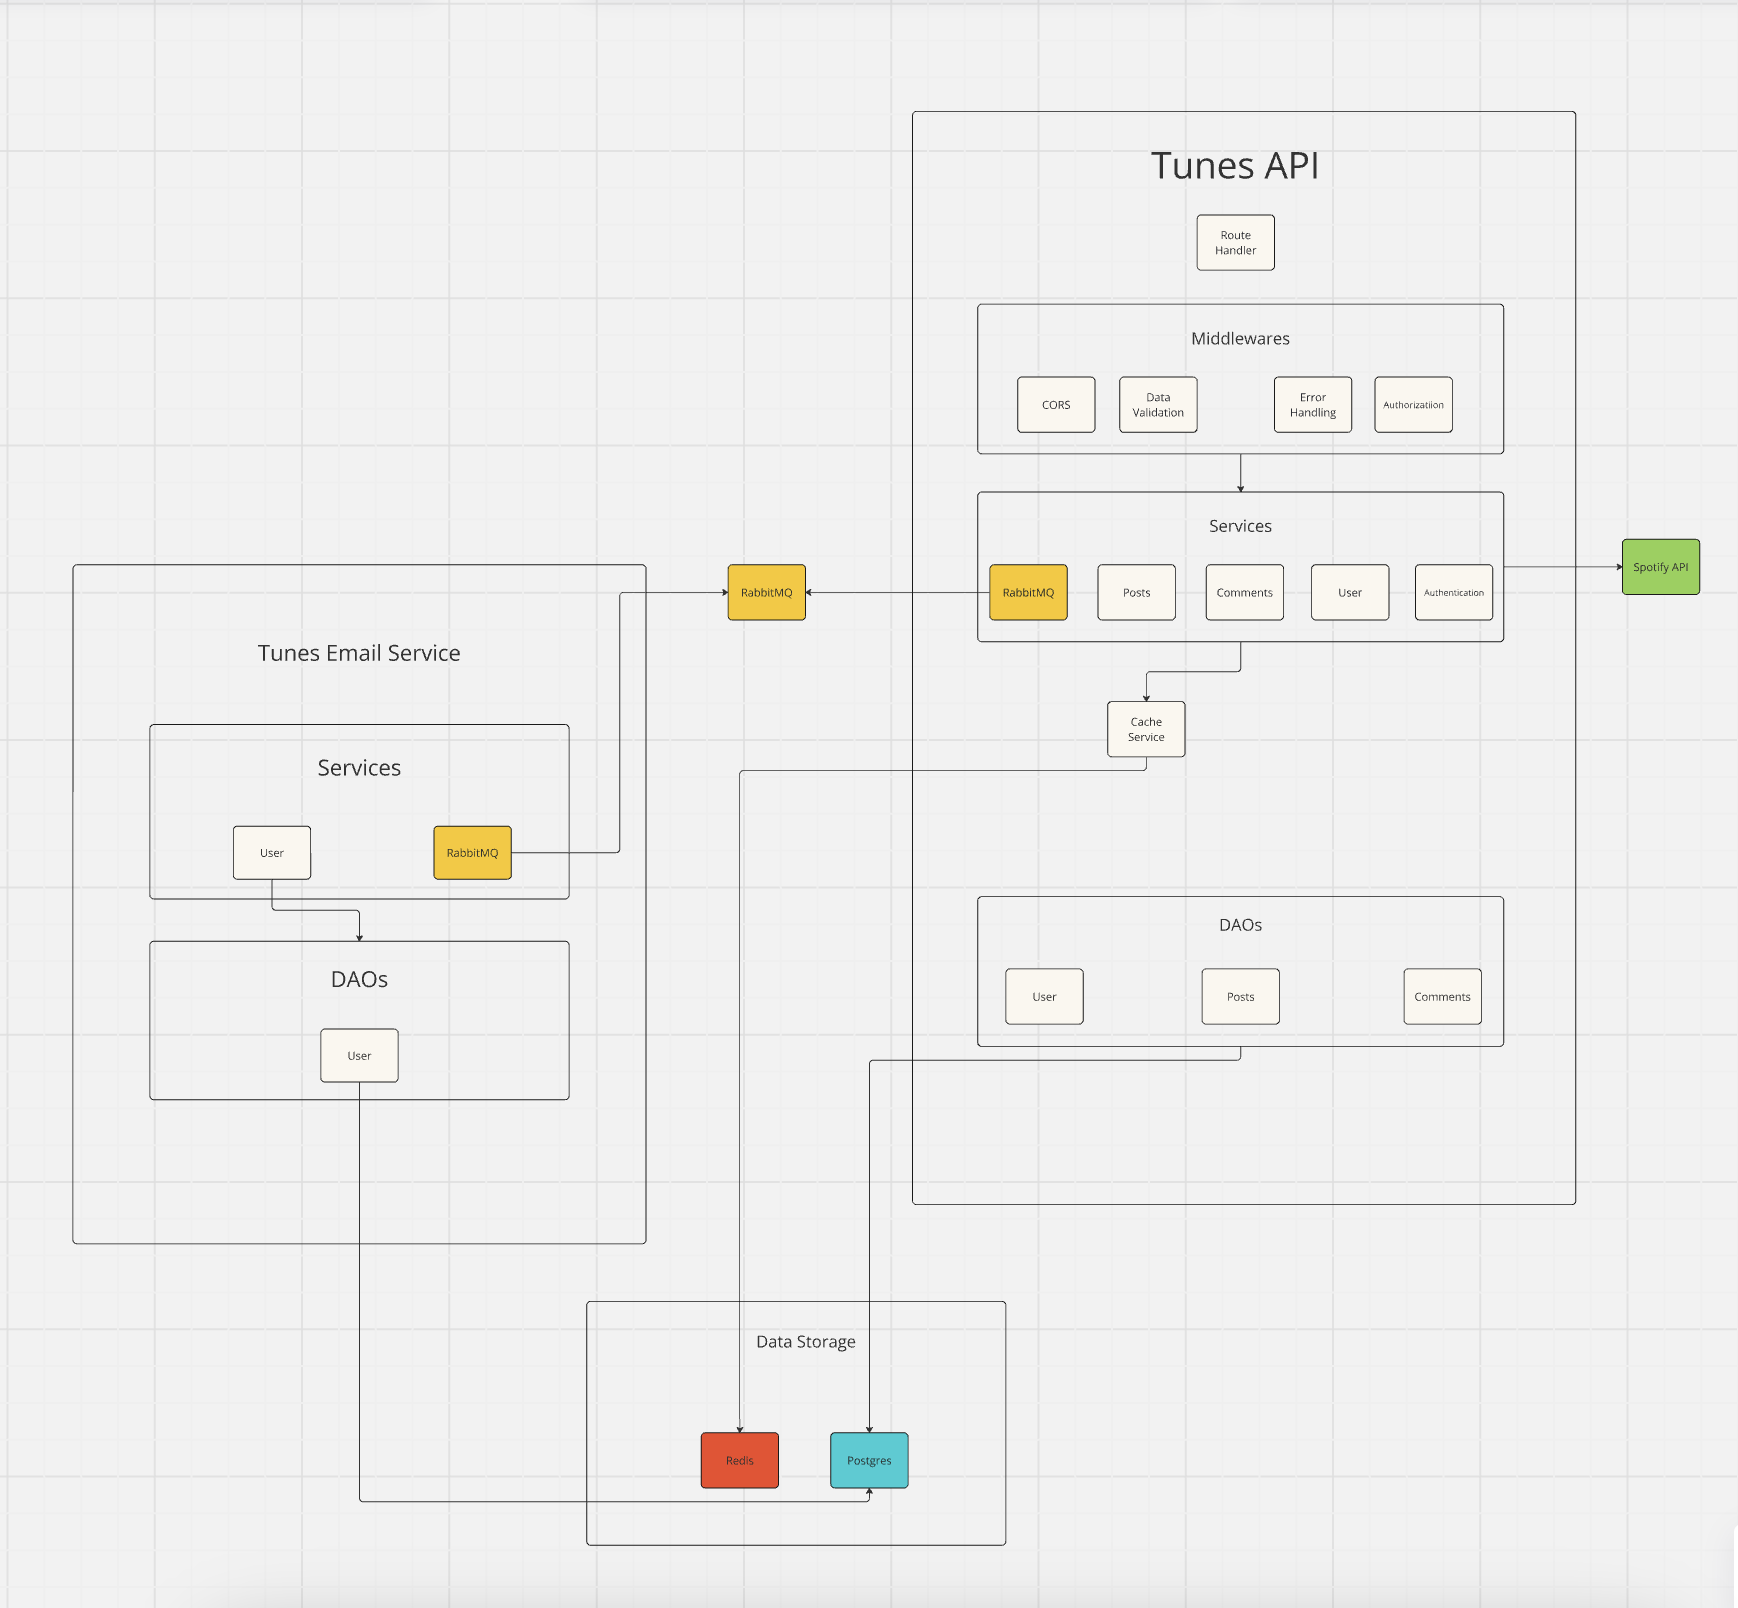 Tunes API
Route
Handler
Middlewares
CORS
Data
Validation
Error
Handling
Authorizatiion
Services
RabbitMQ
Posts
Comments
User
Authentication
Spotify API
RabbitMQ
Cache
Service
DAOs
User
Posts
Comments
Tunes Email Service
Services
User
RabbitMQ
DAOs
User
Data Storage
Redis
Postgres